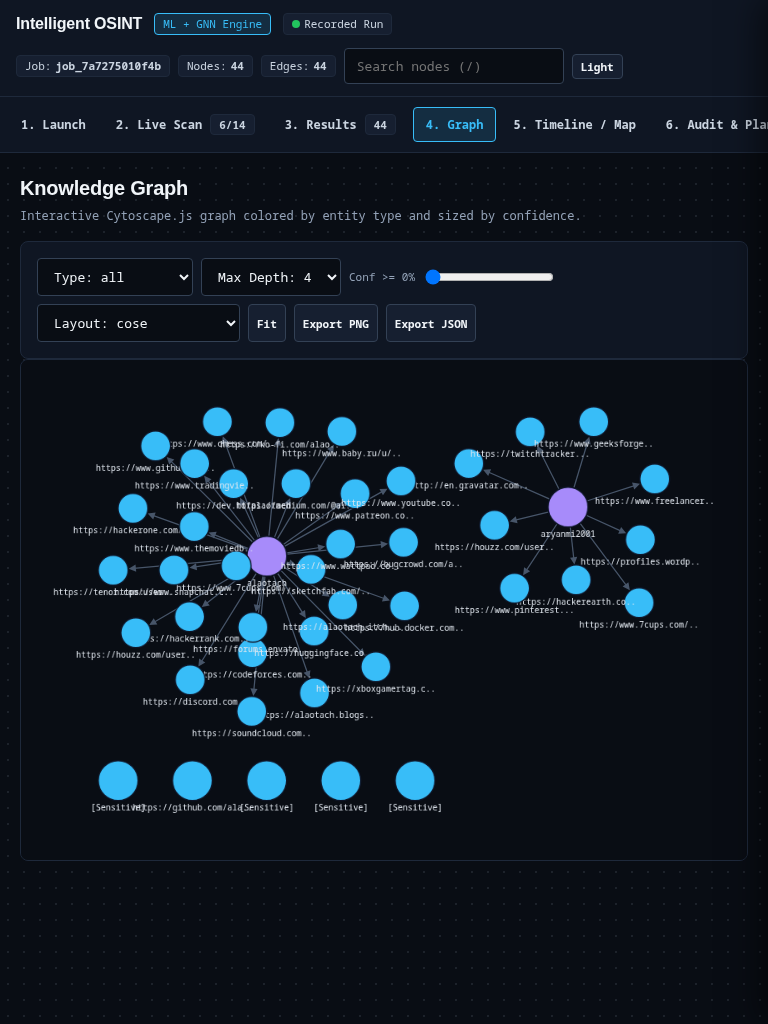 Intelligent OSINT
ML + GNN Engine
Recorded Run
Job: job_7a7275010f4b
Nodes: 44
Edges: 44
Search nodes (/)
Light
1. Launch
2. Live Scan 6/14
3. Results 44
4. Graph
5. Timeline / Map
6. Audit &
Knowledge Graph
Interactive Cytoscape.js graph colored by entity type and sized by confidence.
Type: all
Max Depth: 4
Conf >= 0%
Layout: cose
Fit
Export PNG
Export JSON
https://ko-fi.com/alao..
https://www.baby.ru/u/..
https://www.geeksforge..
https://twitchtracker...
https://www.tradingvie..
https://www.youtube.co..
https://www.patreon.co..
https://www.freelancer..
https://hackerone.com/
aryanmi2001
https://www.themoviedb
https://houzz.com/user..
https://profiles.wordp..
alaotach
https://sketchfab.com/..
https://hub.docker.com..
https://www.pinterest...
https://hackerearth.co..
https://www.7cups.com/..
https://houzz.com/user..
https://huggingface.co
https://discord.com
https://xboxgamertag.c..
https://soundcloud.com..
[Sensitive]
https://github.com/ala..
[Sensitive]
[Sensitive]
[Sensitive]